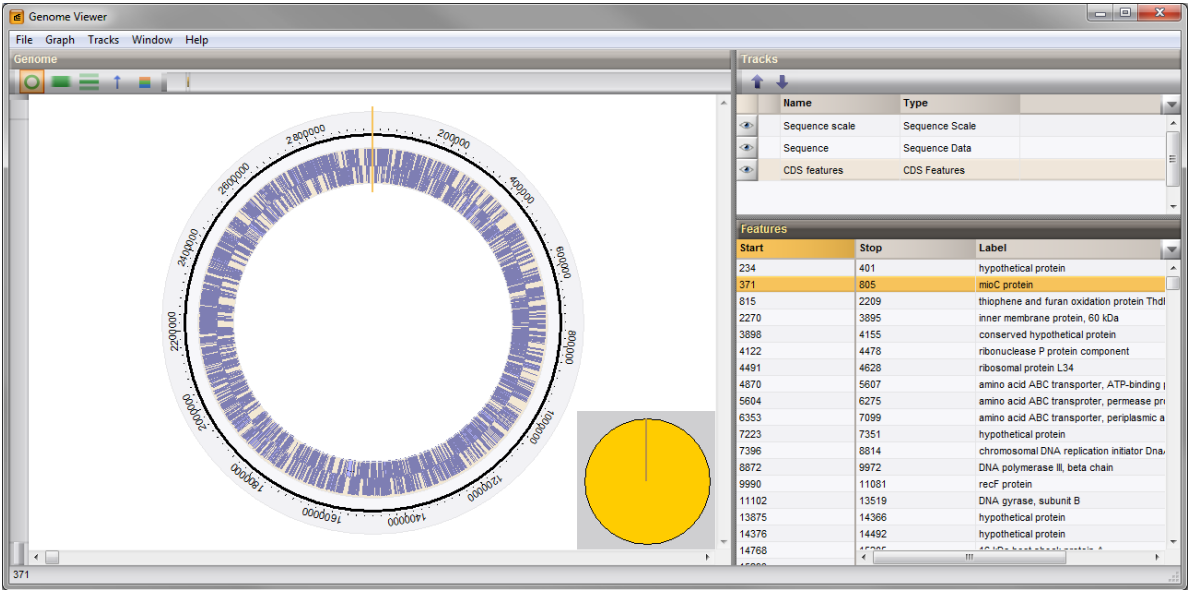 Genome Viewer
File Graph Tracks Window Help
Genome
200000
400000
600000
800000
1000000
1200000
1400000
1600000
1800000
2000000
2200000
2400000
2600000
2800000
371
Tracks
Name Type
Sequence scale Sequence Scale
Sequence Sequence Data
CDS features CDS Features
Features
Start Stop Label
234 401 hypothetical protein
371 805 mioC protein
815 2209 thiophene and furan oxidation protein Thd
2270 3895 inner membrane protein, 60 kDa
3898 4155 conserved hypothetical protein
4122 4478 ribonuclease P protein component
4491 4628 ribosomal protein L34
4870 5607 amino acid ABC transporter, ATP-binding
5604 6275 amino acid ABC transproter, permease pr
6353 7099 amino acid ABC transporter, periplasmic a
7223 7351 hypothetical protein
7396 8814 chromosomal DNA replication initiator Dna
8872 9972 DNA polymerase III, beta chain
9990 11081 recF protein
11102 13519 DNA gyrase, subunit B
13875 14366 hypothetical protein
14376 14492 hypothetical protein
14768